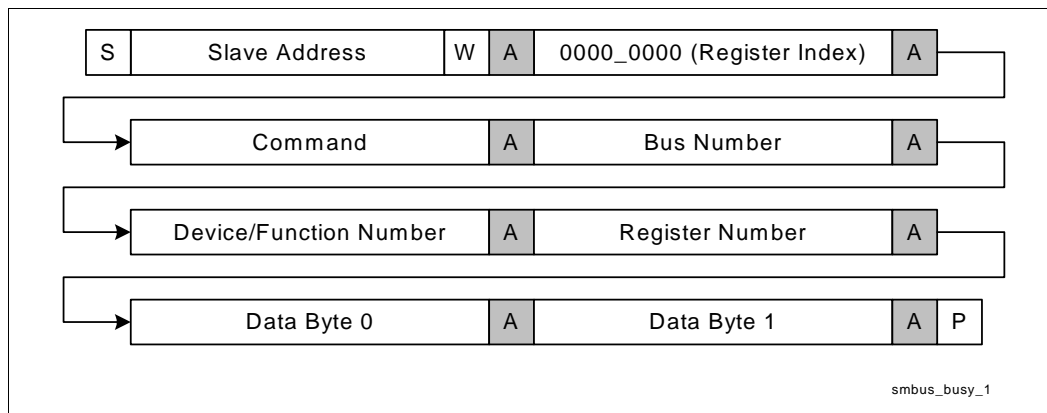 S Slave Address W A 0000_0000 (Register Index) A
Command A Bus Number A
Device/Function Number A Register Number A
Data Byte 0 A Data Byte 1 A P
smbus_busy_1